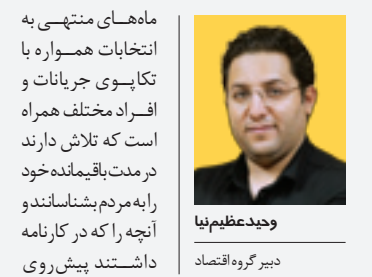 ماه‌های منتهی به
انتخابات همواره با
تکاپوی جریانات و
افراد مختلف همراه
است که تلاش دارند
در مدت باقیمانده خود
را به مردم بشناسانند و
آنچه را که در کارنامه
داشتند پیش روی
وحید عظیم‌نیا
دبیر گروه اقتصاد